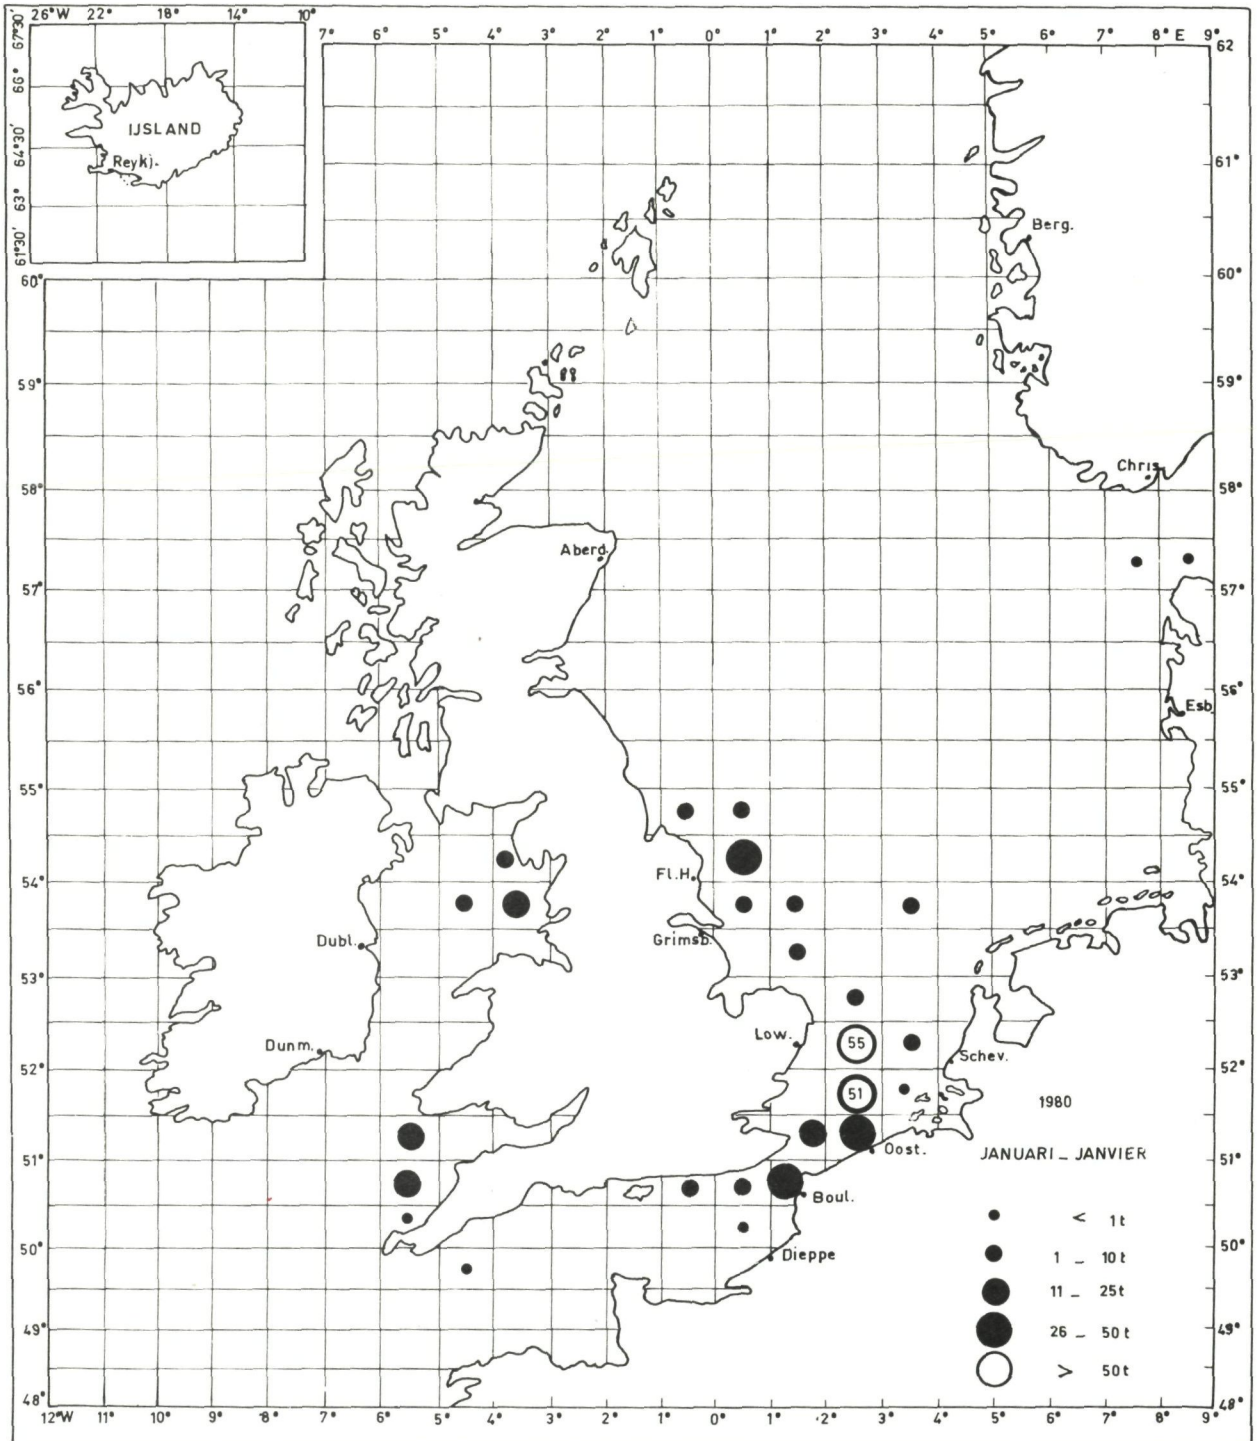 26°W 22° 18° 14° 10°
67°30'
66°
64°30'
63°
61°30'
IJSLAND
Reykj.
7° 6° 5° 4° 3° 2° 1° 0° 1° 2° 3° 4° 5° 6° 7° 8° E 9°
62
61°
60°
60°
59°
59°
58°
58°
57°
57°
56°
56°
55°
55°
54°
54°
53°
53°
52°
52°
51°
51°
50°
50°
49°
49°
48°
48°
Berg.
Chris
Aberd.
Esb
Fl.H.
Grimsb.
Dubl.
Low.
55
Dunm.
Schev.
51
1980
Oost.
JANUARI _ JANVIER
Boul.
Dieppe
< 1t
1 _ 10t
11 _ 25t
26 _ 50t
> 50t
12°W 11° 10° 9° 8° 7° 6° 5° 4° 3° 2° 1° 0° 1° 2° 3° 4° 5° 6° 7° 8° 9°